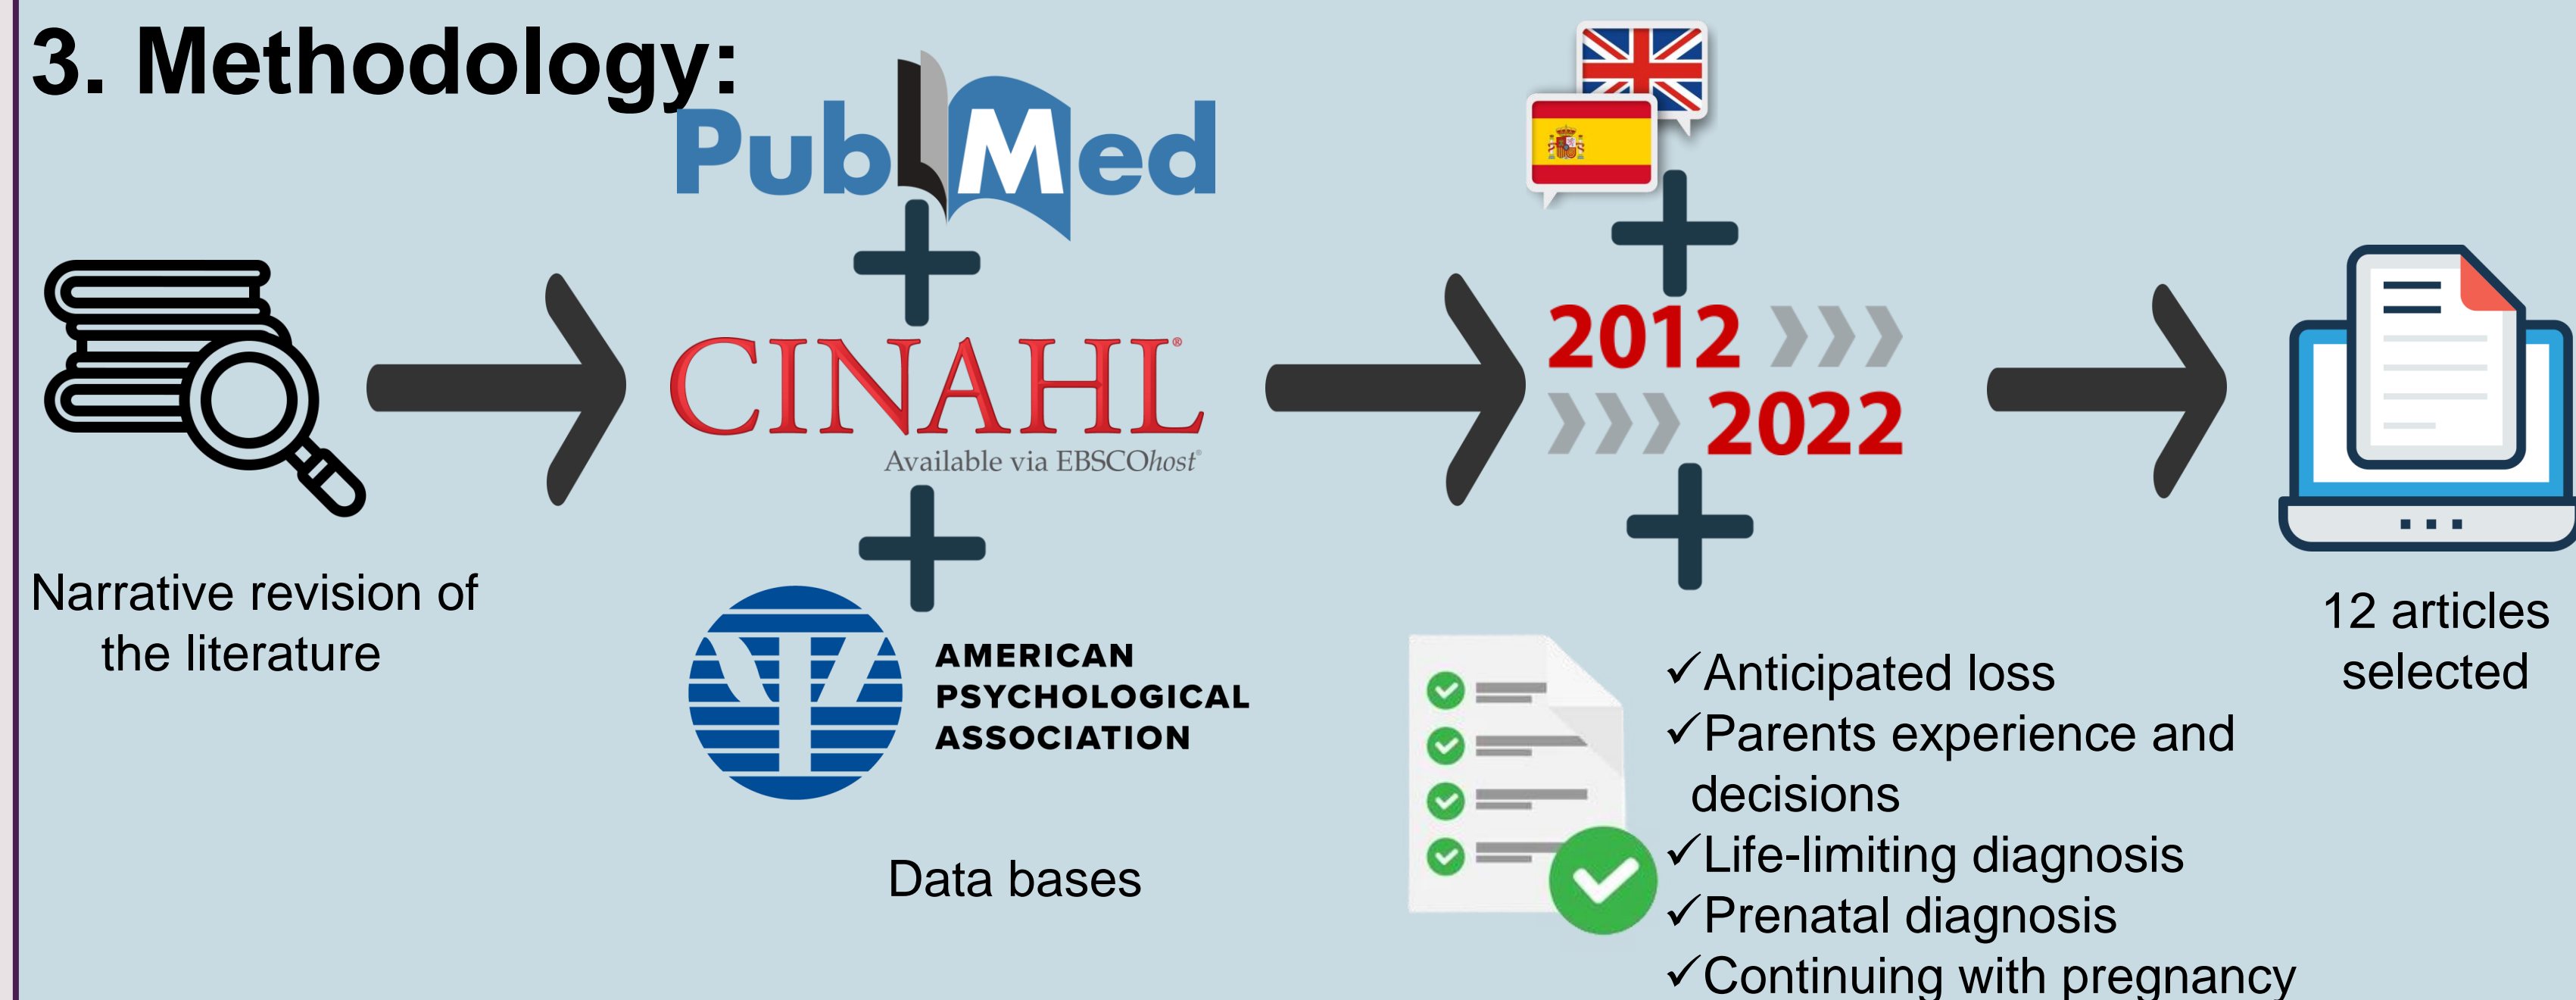 3. Methodology:
PubMed
CINAHL®
Available via EBSCOhost®
AMERICAN
PSYCHOLOGICAL
ASSOCIATION
Data bases
Narrative revision of
the literature
2012
2022
✓Anticipated loss
✓Parents experience and
decisions
✓Life-limiting diagnosis
✓Prenatal diagnosis
✓Continuing with pregnancy
12 articles
selected